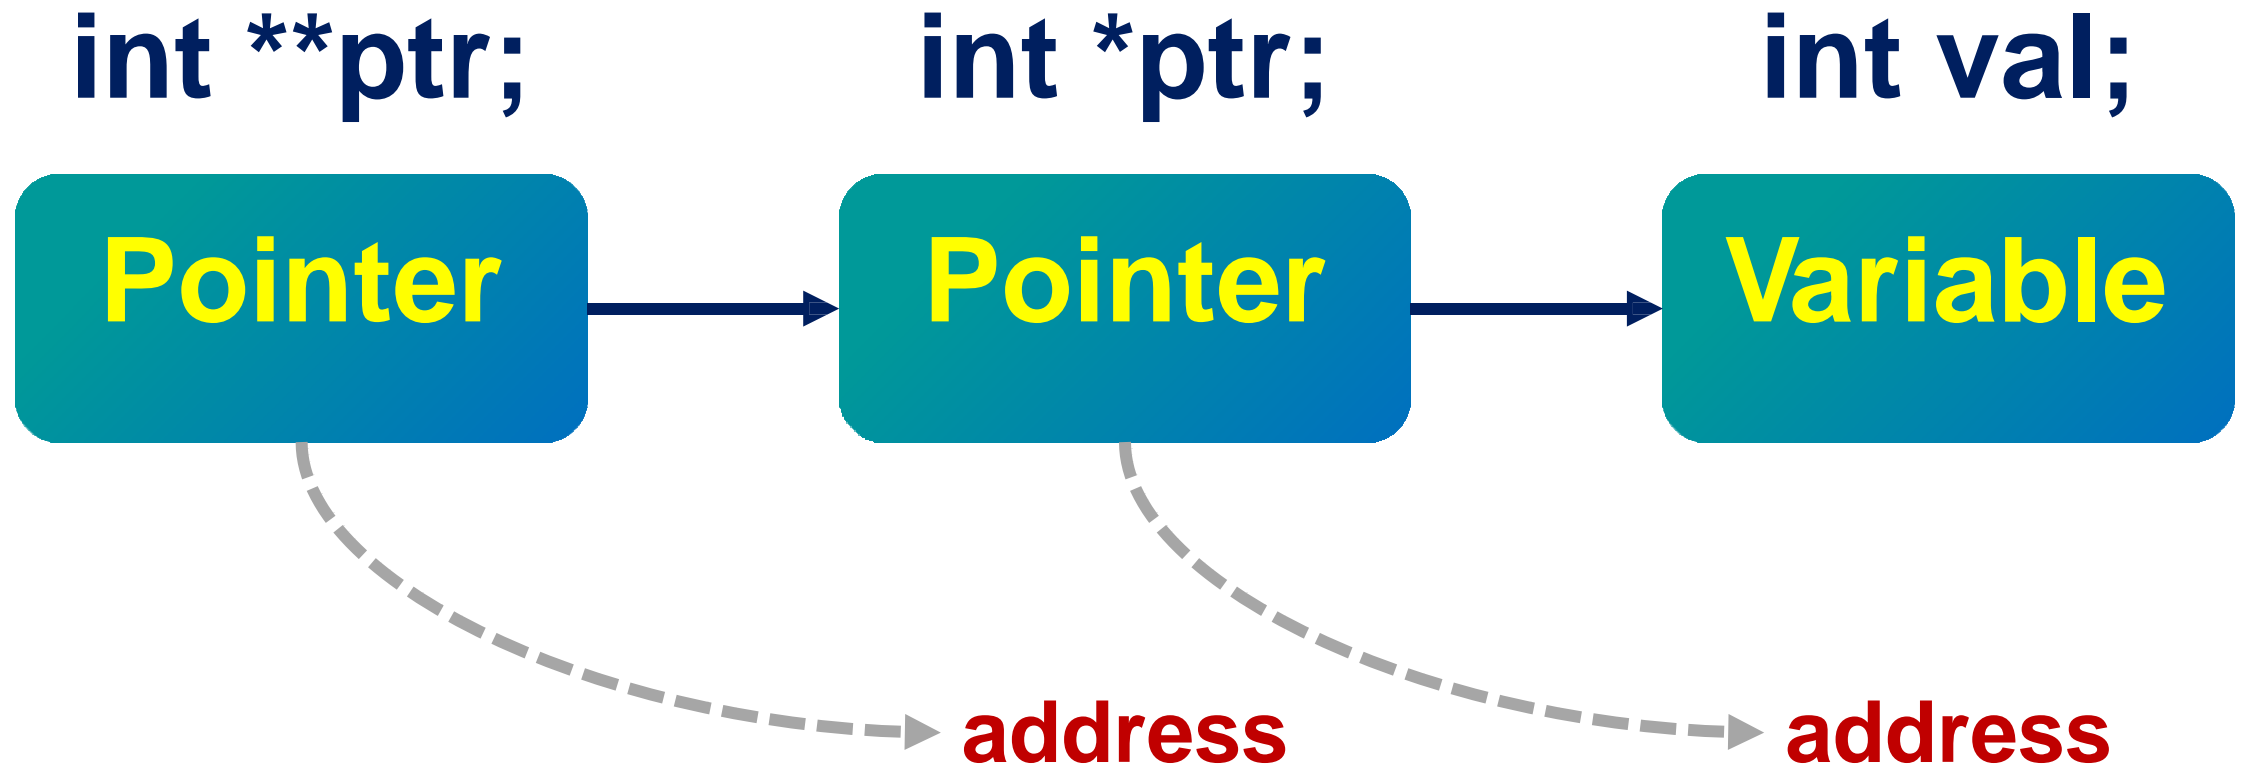 int **ptr; int *ptr; int val;
Pointer Pointer Variable
address address